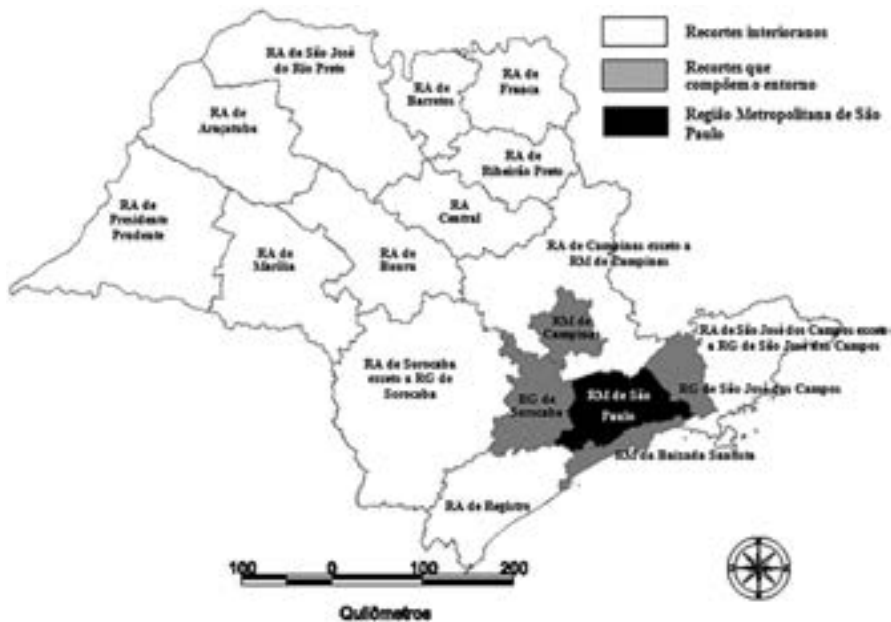 Recortes interioranos
Recortes que
compõem o entorno
Região Metropolitana de São
Paulo
RA de São José
do Rio Preto
RA de
Barretos
RA de
Franca
RA de
Araçatuba
RA de
Ribeirão Preto
RA de
Presidente
Prudente
RA
Central
RA de
Marília
RA de
Bauru
RA de Campinas exseto a
RM de Campinas
RM de
Campinas
RA de São José dos Campos exseto
a RG de São José dos Campos
RA de Sorocaba
exseto a RG de
Sorocaba
RG de
Sorocaba
RM de São
Paulo
RG de São José dos Campos
RM da Baixada Santista
RA de Registro
100 0 100 200
Quilômetros
N